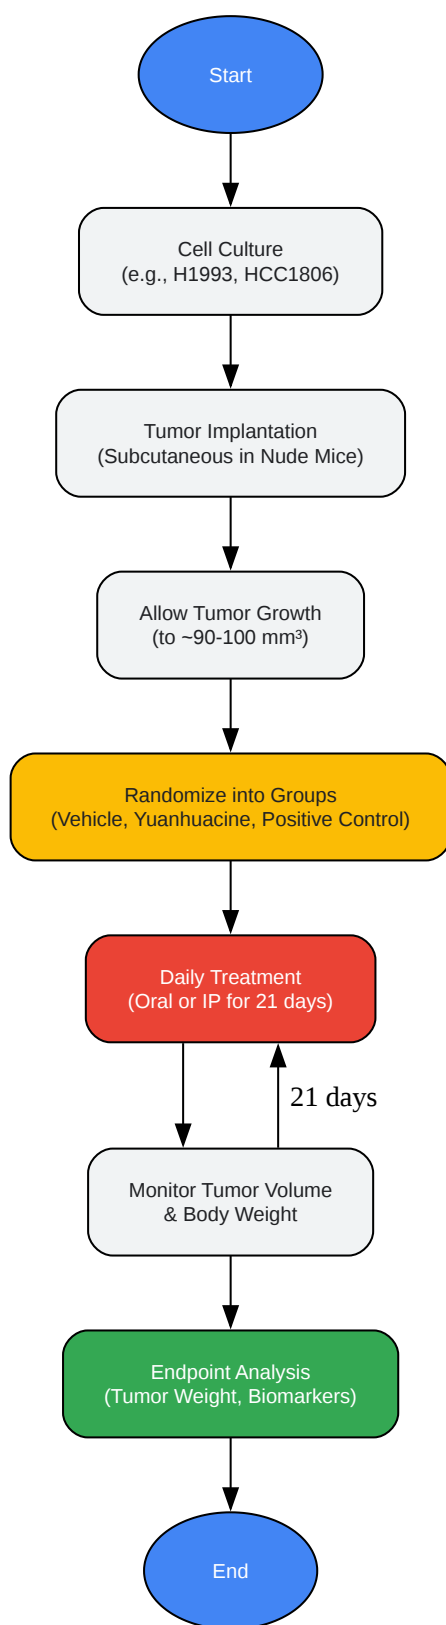 Start
Cell Culture
(e.g., H1993, HCC1806)
Tumor Implantation
(Subcutaneous in Nude Mice)
Allow Tumor Growth
(to ~90-100 mm³)
Randomize into Groups
(Vehicle, Yuanhuacine, Positive Control)
Daily Treatment
(Oral or IP for 21 days)
21 days
Monitor Tumor Volume
& Body Weight
Endpoint Analysis
(Tumor Weight, Biomarkers)
End